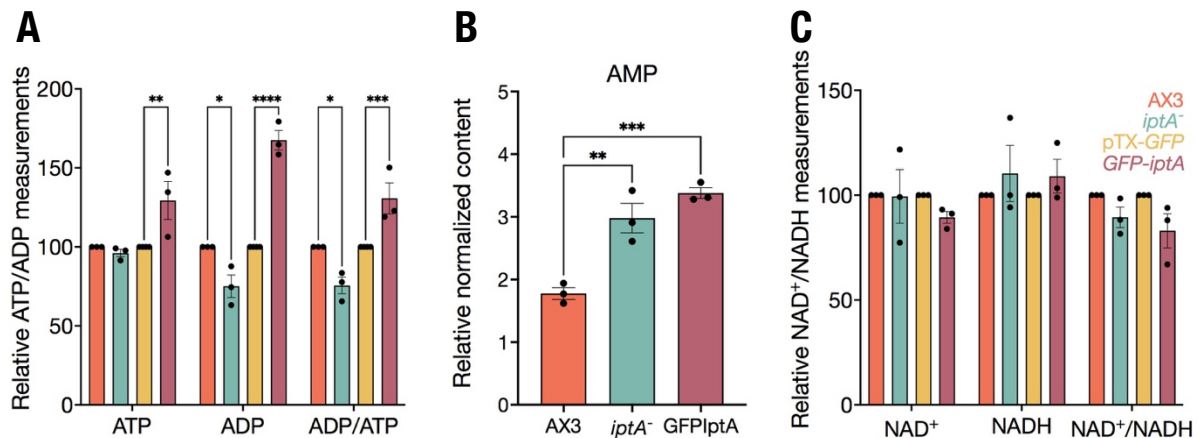 A
Relative ATP/ADP measurements
200
150
100
50
0
**
*
****
*
***
ATP
ADP
ADP/ATP
B
AMP
Relative normalized content
5
4
3
2
1
0
***
**
AX3
iptA⁻
GFPIptA
C
Relative NAD⁺/NADH measurements
150
100
50
0
AX3
iptA⁻
pTX-GFP
GFP-iptA
NAD⁺
NADH
NAD⁺/NADH